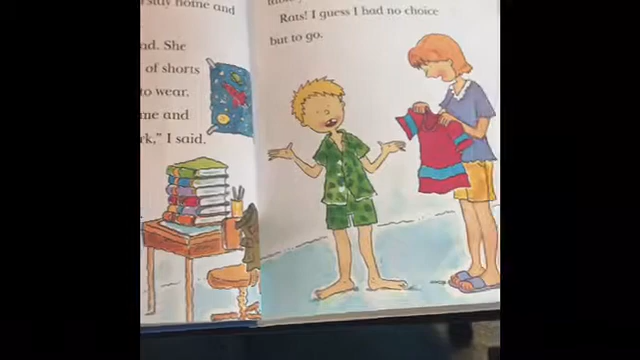 stay home and
ad. She
of shorts
to wear.
me and
rk," I said.
Rats! I guess I had no choice
but to go.